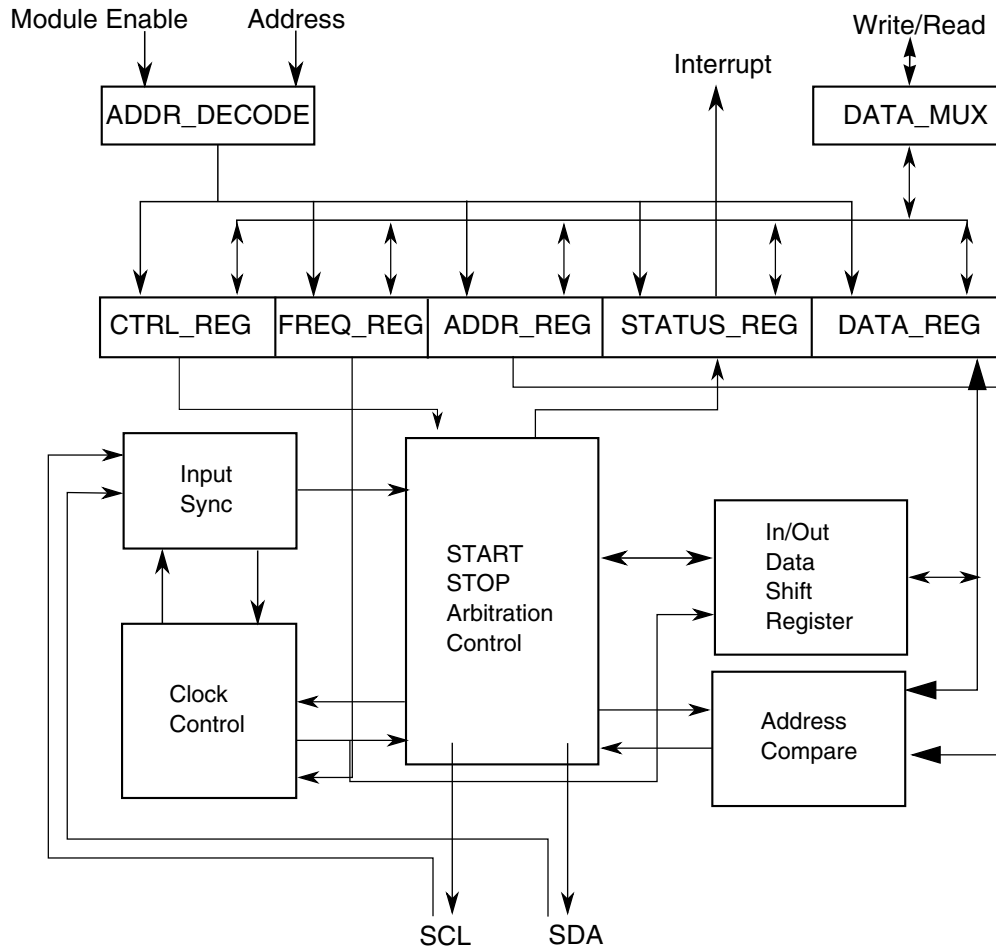 Module Enable
Address
Write/Read
Interrupt
ADDR_DECODE
DATA_MUX
CTRL_REG
FREQ_REG
ADDR_REG
STATUS_REG
DATA_REG
Input
Sync
START
STOP
Arbitration
Control
In/Out
Data
Shift
Register
Clock
Control
Address
Compare
SCL
SDA